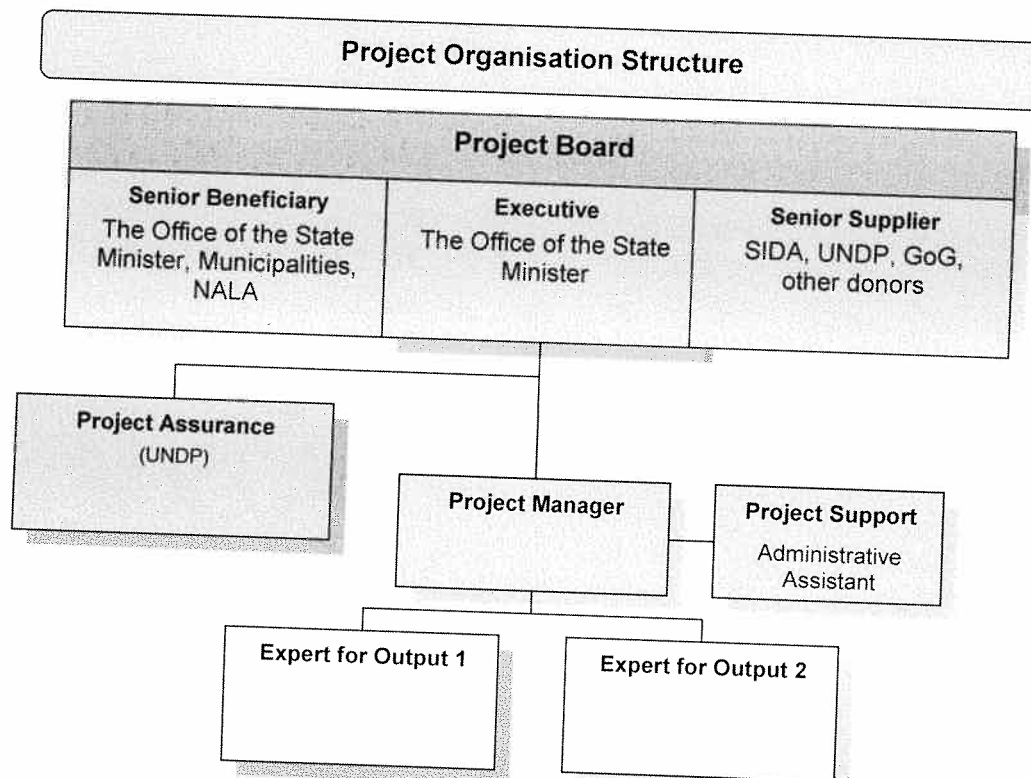 Project Organisation Structure
Project Board
Senior Beneficiary
The Office of the State
Minister, Municipalities,
NALA
Executive
The Office of the State
Minister
Senior Supplier
SIDA, UNDP, GoG,
other donors
Project Assurance
(UNDP)
Project Manager
Project Support
Administrative
Assistant
Expert for Output 1
Expert for Output 2